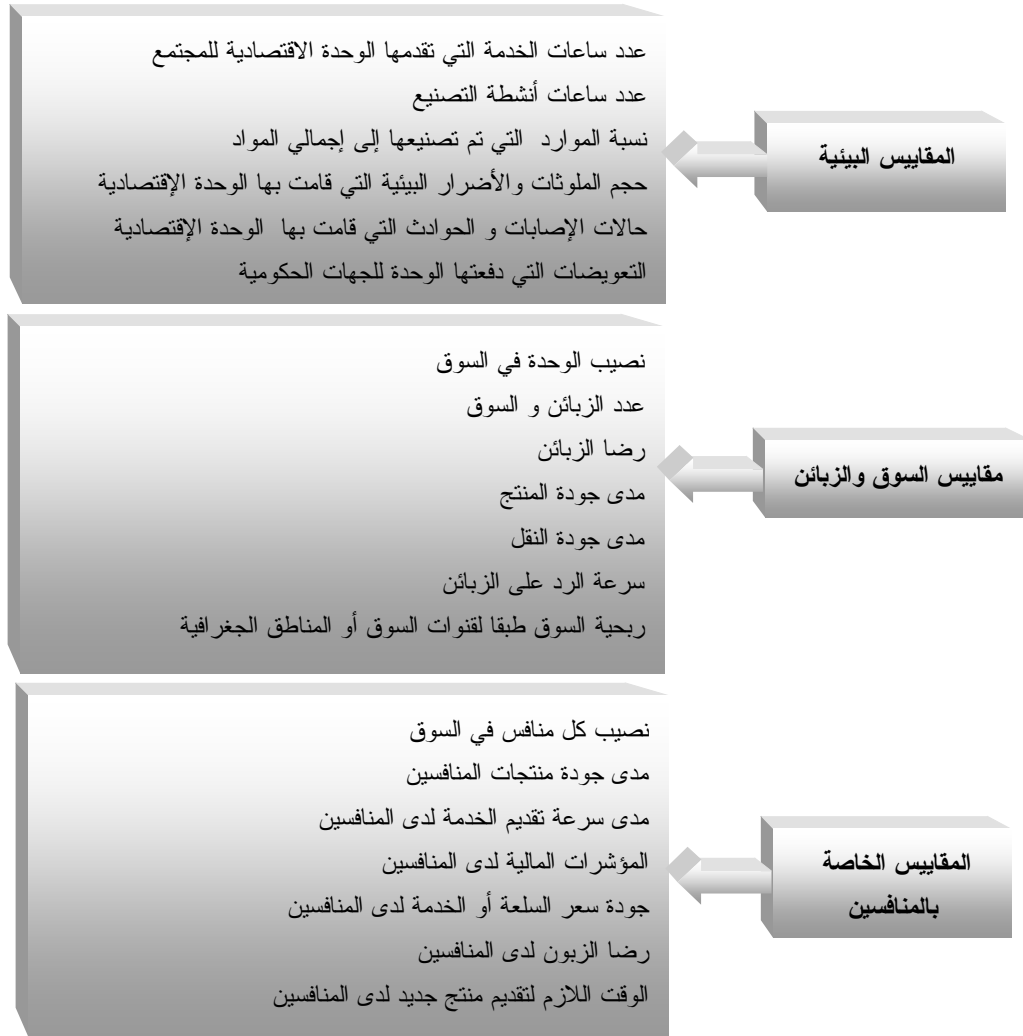 المقاييس البيئية
عدد ساعات الخدمة التي تقدمها الوحدة الاقتصادية للمجتمع
عدد ساعات أنشطة التصنيع
نسبة الموارد التي تم تصنيعها إلى إجمالي المواد
حجم الملوثات والأضرار البيئية التي قامت بها الوحدة الإقتصادية
حالات الإصابات و الحوادث التي قامت بها الوحدة الإقتصادية
التعويضات التي دفعتها الوحدة للجهات الحكومية
مقاييس السوق والزبائن
نصيب الوحدة في السوق
عدد الزبائن و السوق
رضا الزبائن
مدى جودة المنتج
مدى جودة النقل
سرعة الرد على الزبائن
ربحية السوق طبقا لقنوات السوق أو المناطق الجغرافية
المقاييس الخاصة
بالمنافسين
نصيب كل منافس في السوق
مدى جودة منتجات المنافسين
مدى سرعة تقديم الخدمة لدى المنافسين
المؤشرات المالية لدى المنافسين
جودة سعر السلعة أو الخدمة لدى المنافسين
رضا الزبون لدى المنافسين
الوقت اللازم لتقديم منتج جديد لدى المنافسين